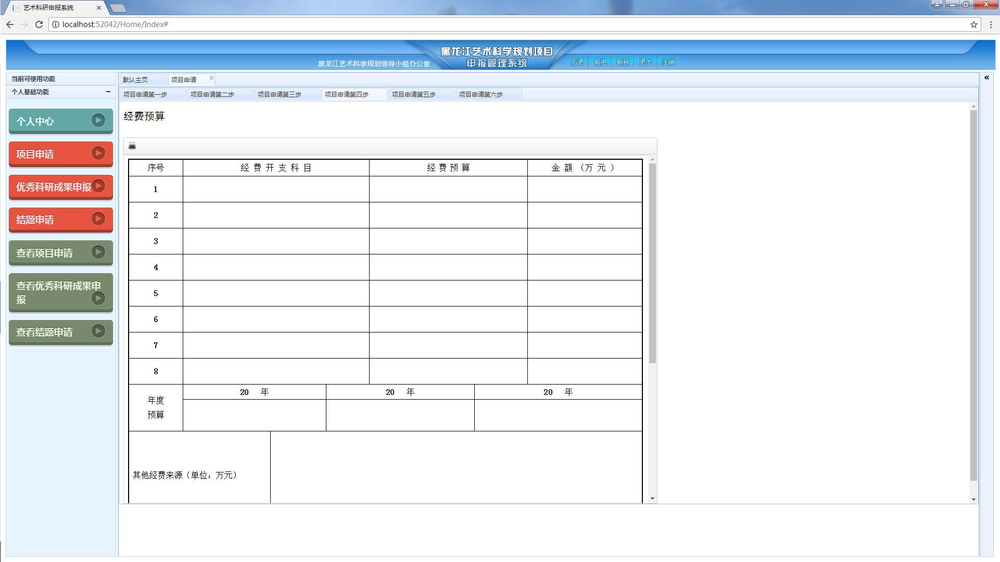 艺术科研申报系统
localhost:52042/Home/Index#
黑龙江艺术科学规划项目
黑龙江艺术科学规划领导小组办公室
申报管理系统
后退 前进 刷新 退出 注销
当前可使用功能
个人基础功能
个人中心
项目申请
优秀科研成果申报
结题申请
查看项目申请
查看优秀科研成果申
报
查看结题申请
默认主页 项目申请
项目申请第一步 项目申请第二步 项目申请第三步 项目申请第四步 项目申请第五步 项目申请第六步
经费预算
序号 经 费 开 支 科 目 经 费 预 算 金 额 （万 元 ）
1
2
3
4
5
6
7
8
年度
预算
20 年 20 年 20 年
其他经费来源（单位：万元）